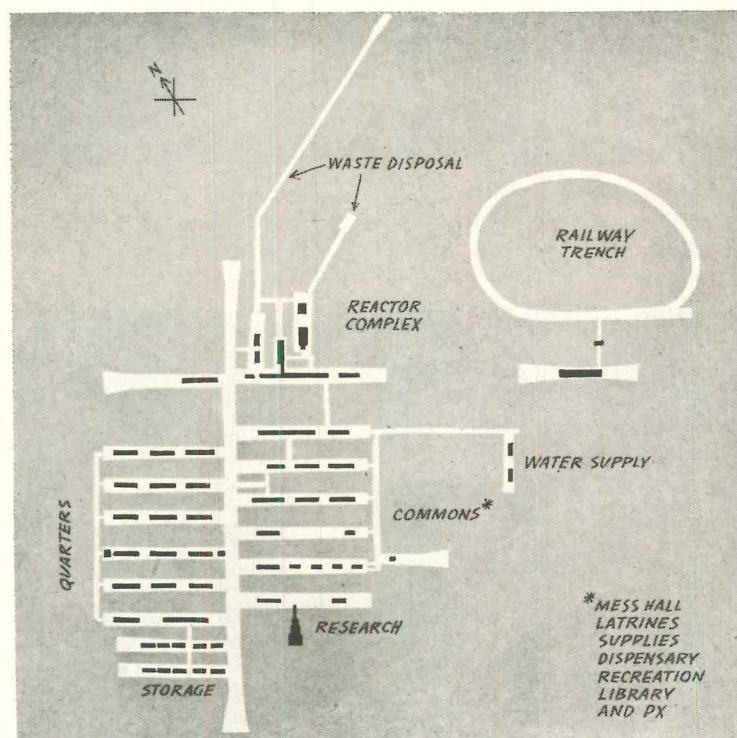 N
WASTE DISPOSAL
RAILWAY
TRENCH
REACTOR
COMPLEX
WATER SUPPLY
COMMONS*
QUARTERS
*MESS HALL
LATRINES
SUPPLIES
DISPENSARY
RECREATION
LIBRARY
AND PX
RESEARCH
STORAGE